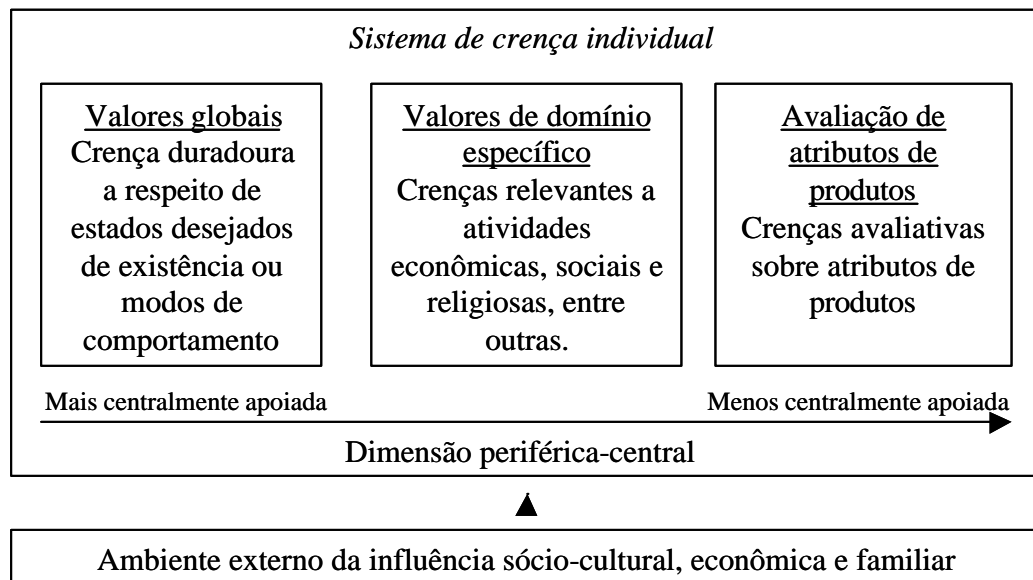 Sistema de crença individual
Valores globais
Crença duradoura
a respeito de
estados desejados
de existência ou
modos de
comportamento
Valores de domínio
específico
Crenças relevantes a
atividades
econômicas, sociais e
religiosas, entre
outras.
Avaliação de
atributos de
produtos
Crenças avaliativas
sobre atributos de
produtos
Mais centralmente apoiada
Menos centralmente apoiada
Dimensão periférica-central
Ambiente externo da influência sócio-cultural, econômica e familiar